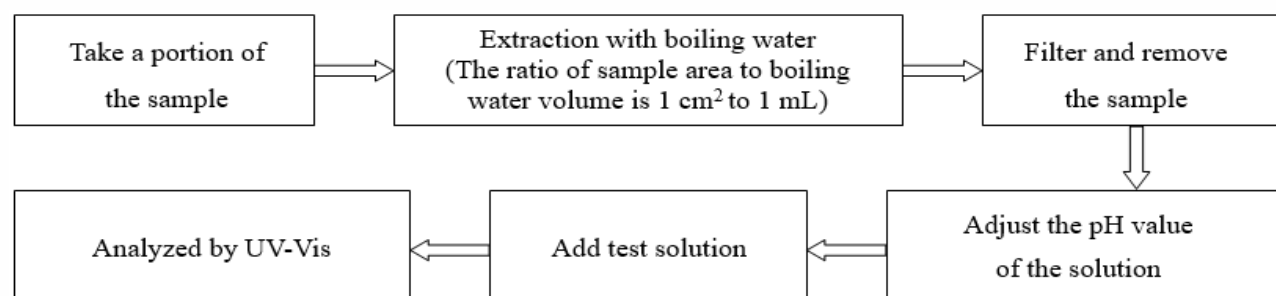 Take a portion of
the sample
Extraction with boiling water
(The ratio of sample area to boiling
water volume is 1 cm² to 1 mL)
Filter and remove
the sample
Adjust the pH value
of the solution
Add test solution
Analyzed by UV-Vis